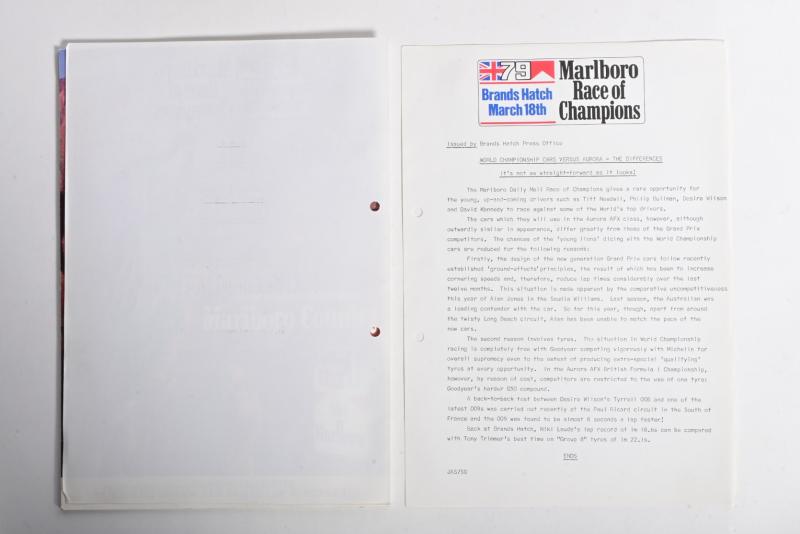 79
Brands Hatch
March 18th
Marlboro
Race of
Champions
Issued by Brands Hatch Press Office
WORLD CHAMPIONSHIP CARS VERSUS AURORA - THE DIFFERENCES
it's not as straight-forward as it looks!
The Marlboro Daily Mail Race of Champions gives a rare opportunity for
the young, up-and-coming drivers such as Tiff Needell, Philip Bullman, Desire Wilson
and David Kennedy to race against some of the World's top drivers.
The cars which they will use in the Aurora AFX class, however, although
outwardly similar in appearance, differ greatly from those of the Grand Prix
competitors. The chances of the 'young lions' dicing with the World Championship
cars are reduced for the following reasons:
Firstly, the design of the new generation Grand Prix cars follow recently
established 'ground-effects' principles, the result of which has been to increase
cornering speeds and, therefore, reduce lap times considerably over the last
twelve months. This situation is made apparent by the comparative uncompetitiveness
this year of Alan Jones in the Saudia Williams. Last season, the Australian was
a leading contender with the car. So far this year, though, apart from around
the twisty Long Beach circuit, Alan has been unable to match the pace of the
new cars.
The second reason involves tyres. The situation in World Championship
racing is completely free with Goodyear competing vigorously with Michelin for
overall supremacy even to the extent of producing extra-special 'qualifying'
tyres at every opportunity. In the Aurora AFX British Formula 1 Championship,
however, by reason of cost, competitors are restricted to the use of one type:
Goodyear's harder compound.
A back-to-back test between Desire Wilson's Tyrrell 008 and one of the
latest 009s was carried out recently at the Paul Ricard circuit in the South of
France and the 009 was found to be almost 6 seconds a lap faster!
Back at Brands Hatch, Niki Lauda's lap record of can be compared
with Tony Trimmer's best time on "Group 8" tyres of 1m 22.1s.
ENDS